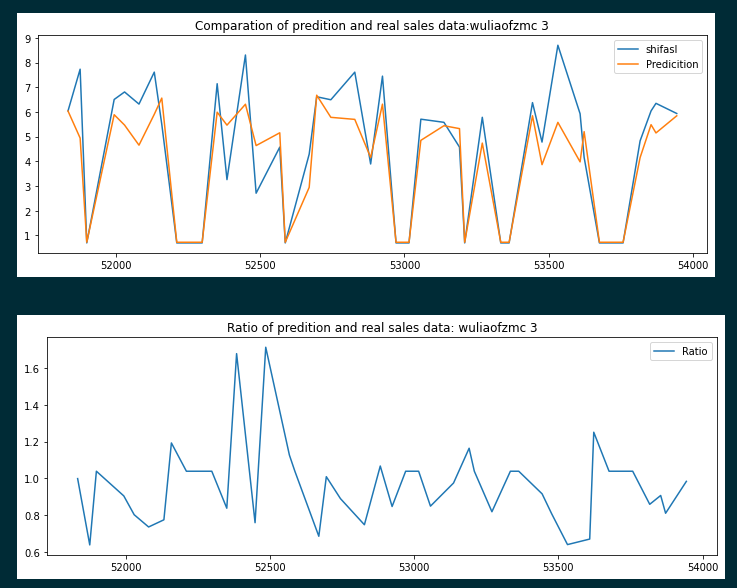 Comparation of predition and real sales data:wuliaofzmc 3
9
shifasl
8
Predicition
7
6
5
4
3
2
1
52000 52500 53000 53500 54000
Ratio of predition and real sales data: wuliaofzmc 3
Ratio
1.6
1.4
1.2
1.0
0.8
0.6
52000 52500 53000 53500 54000